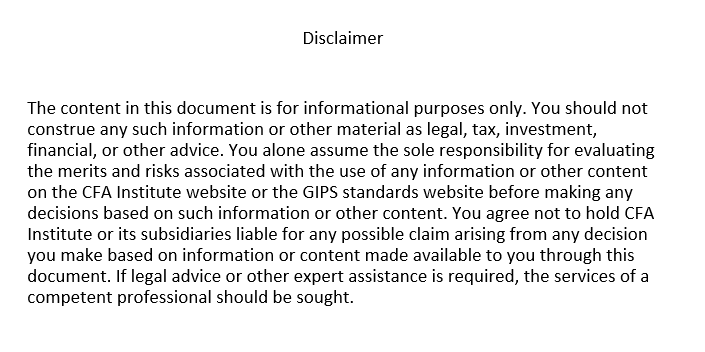 Disclaimer
The content in this document is for informational purposes only. You should not
construe any such information or other material as legal, tax, investment,
financial, or other advice. You alone assume the sole responsibility for evaluating
the merits and risks associated with the use of any information or other content
on the CFA Institute website or the GIPS standards website before making any
decisions based on such information or other content. You agree not to hold CFA
Institute or its subsidiaries liable for any possible claim arising from any decision
you make based on information or content made available to you through this
document. If legal advice or other expert assistance is required, the services of a
competent professional should be sought.